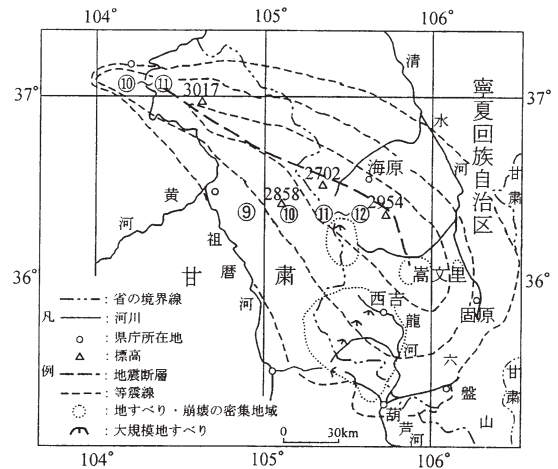 104° 105° 106°
37° 37°
36° 36°
104° 105° 106°
⑩ ⑪
3017
2702
2858
2954
⑨ ⑩ ⑪ ⑫
清水河
海原
寧夏回族自治区
甘粛
黄河
祖暦河
甘粛
蒿文里
西吉
固原
龍河
六盤山
葫芦河
甘粛
凡例
:省の境界線
:河川
:県庁所在地
:標高
:地震断層
:等震線
:地すべり・崩壊の密集地域
:大規模地すべり
0 30km